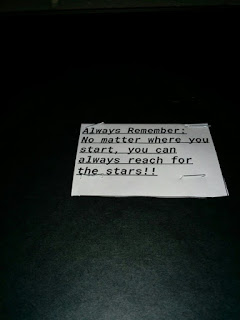 Always Remember:
No matter where you
start, you can
always reach for
the stars!!